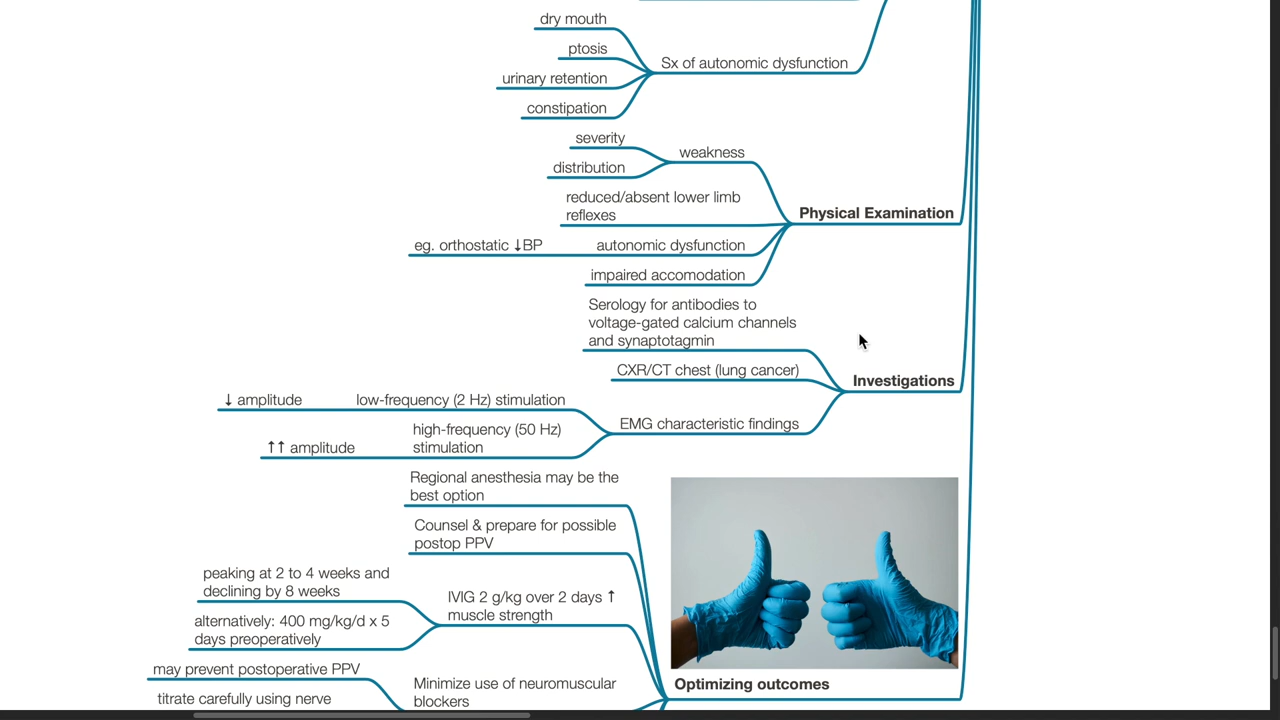 dry mouth
ptosis
urinary retention
constipation
Sx of autonomic dysfunction
severity
distribution
weakness
reduced/absent lower limb
reflexes
eg. orthostatic ↓BP
autonomic dysfunction
impaired accomodation
Physical Examination
Serology for antibodies to
voltage-gated calcium channels
and synaptotagmin
CXR/CT chest (lung cancer)
↓ amplitude
low-frequency (2 Hz) stimulation
↑↑ amplitude
high-frequency (50 Hz)
stimulation
EMG characteristic findings
Investigations
Regional anesthesia may be the
best option
Counsel & prepare for possible
postop PPV
peaking at 2 to 4 weeks and
declining by 8 weeks
alternatively: 400 mg/kg/d x 5
days preoperatively
IVIG 2 g/kg over 2 days ↑
muscle strength
may prevent postoperative PPV
titrate carefully using nerve
Minimize use of neuromuscular
blockers
Optimizing outcomes